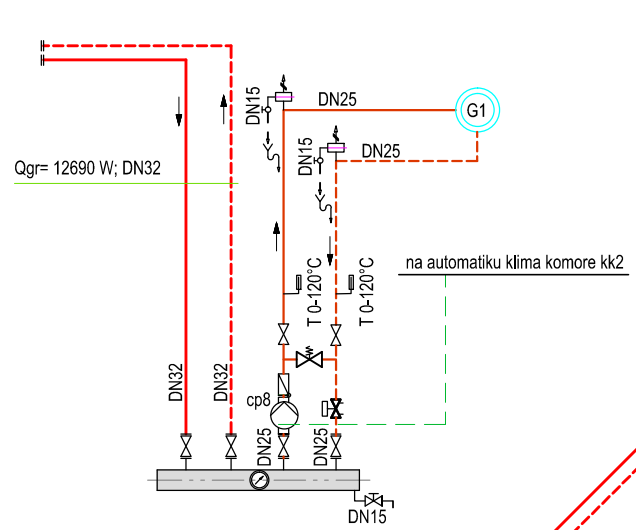 DN15
DN25
G1
DN15
DN25
Qgr= 12690 W; DN32
na automatiku klima komore kk2
T 0-120°C
T 0-120°C
DN32
DN32
cp8
DN25
DN25
DN15